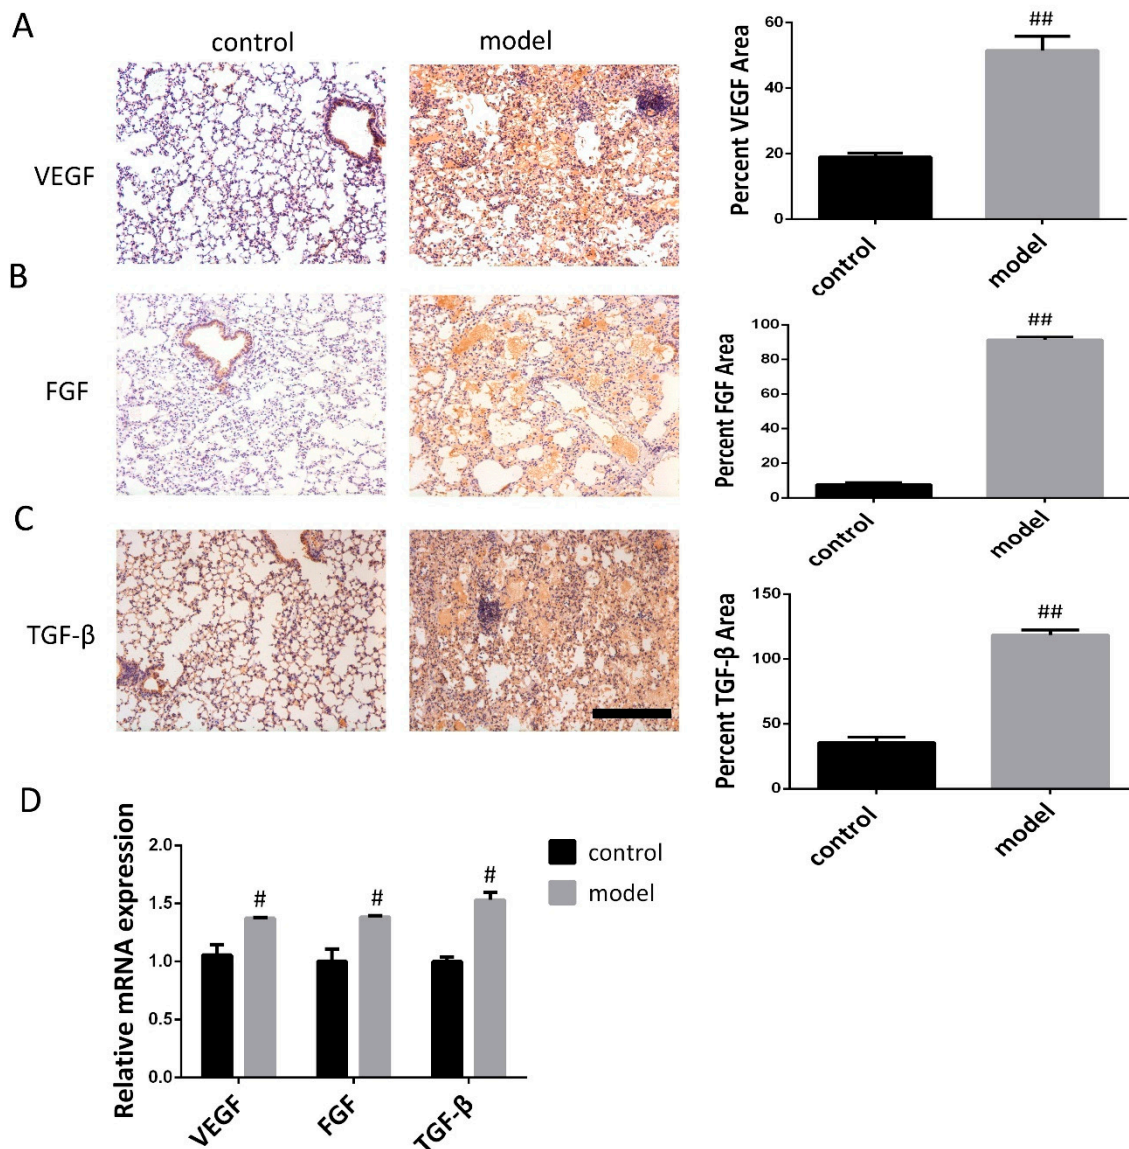 A
control
model
VEGF
Percent VEGF Area
60
40
20
0
##
control
model
B
FGF
Percent FGF Area
100
80
60
40
20
0
##
control
model
C
TGF-β
Percent TGF-β Area
150
100
50
0
##
control
model
D
Relative mRNA expression
2.0
1.5
1.0
0.5
0.0
#
#
#
VEGF
FGF
TGF-β
control
model